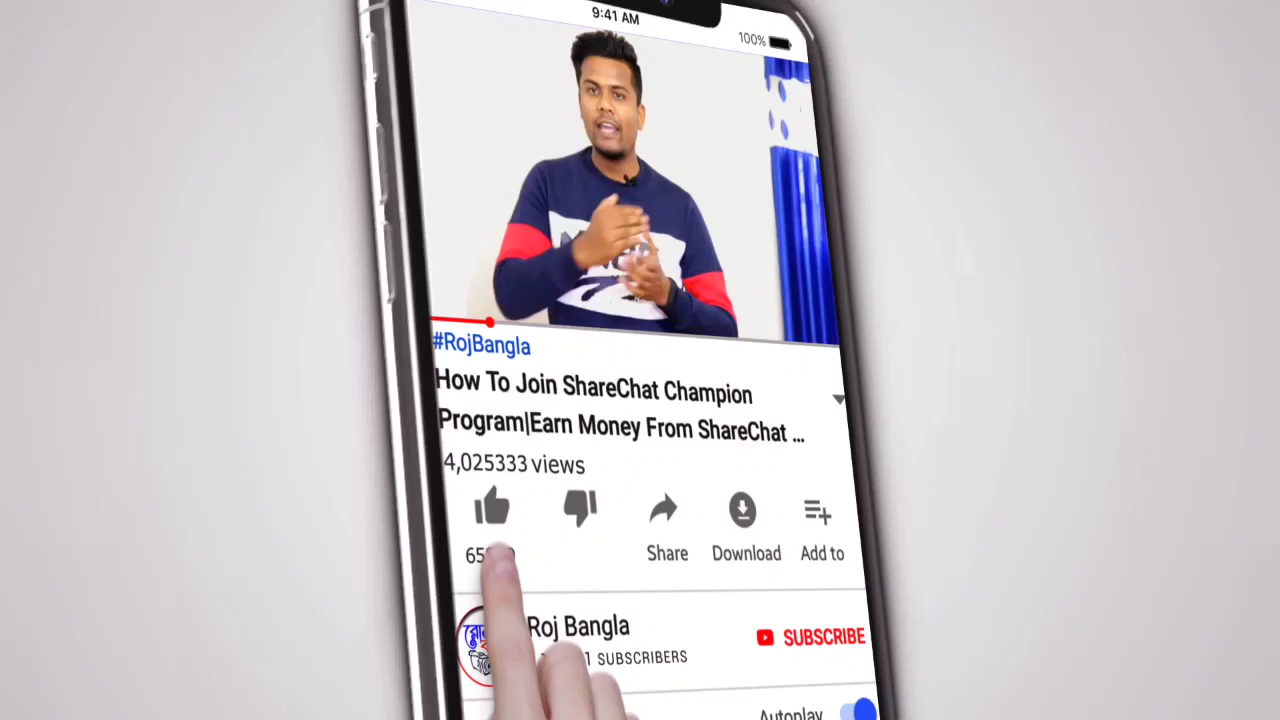 9:41 AM
100%
#RojBangla
How To Join ShareChat Champion
Program|Earn Money From ShareChat ...
4,025333 views
Share
Download
Add to
Roj Bangla
SUBSCRIBERS
SUBSCRIBE
Autoplay